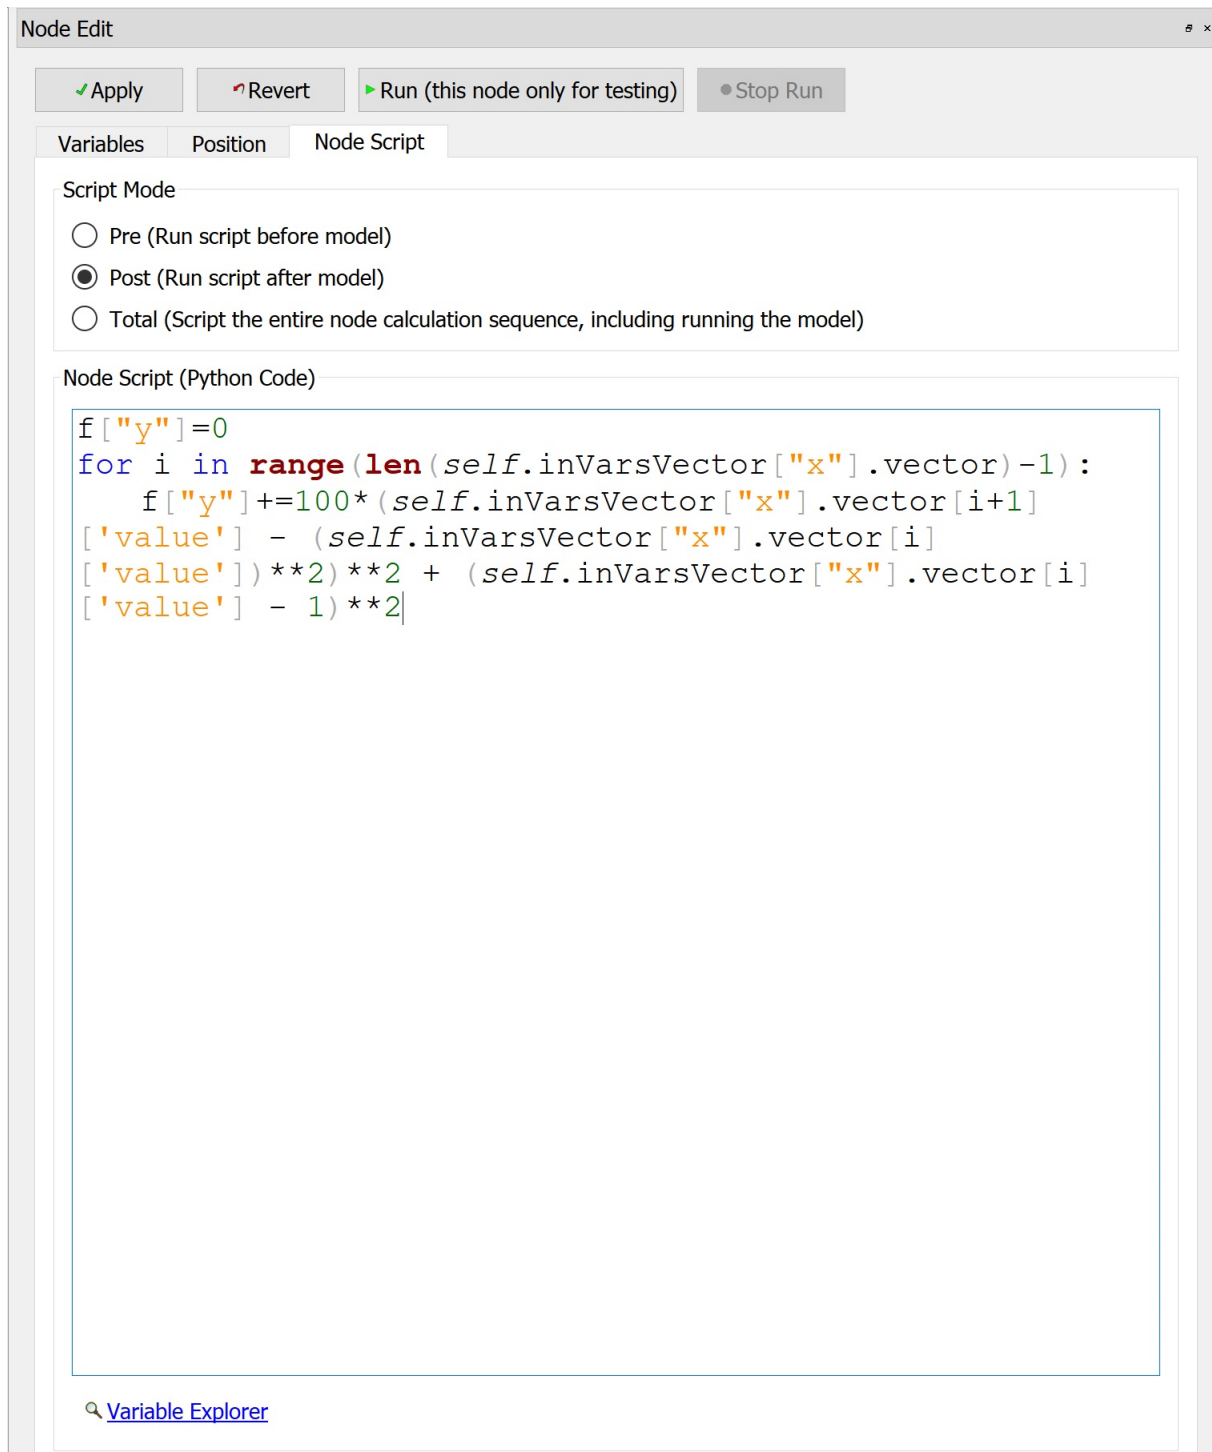 Node Edit
Apply Revert Run (this node only for testing) Stop Run
Variables Position Node Script
Script Mode
Pre (Run script before model)
Post (Run script after model)
Total (Script the entire node calculation sequence, including running the model)
Node Script (Python Code)
f["y"]=0
for i in range(len(self.inVarsVector["x"].vector)-1):
f["y"]+=100*(self.inVarsVector["x"].vector[i+1]
['value'] - (self.inVarsVector["x"].vector[i]
['value'])**2)**2 + (self.inVarsVector["x"].vector[i]
['value'] - 1)**2
Variable Explorer